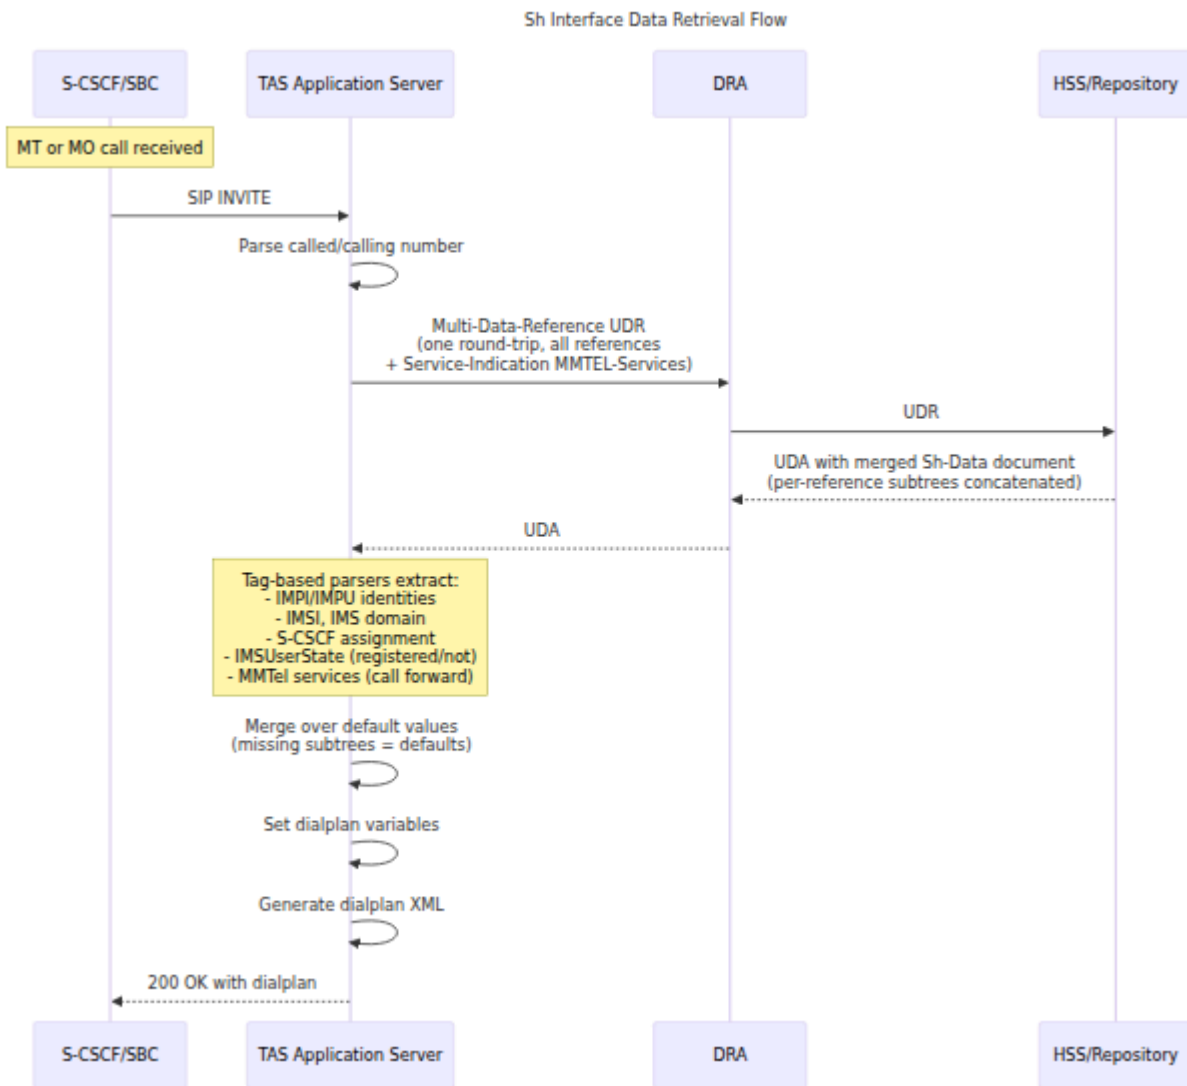 Sh Interface Data Retrieval Flow
S-CSCF/SBC
TAS Application Server
DRA
HSS/Repository
MT or MO call received
SIP INVITE
Parse called/calling number
Multi-Data-Reference UDR
(one round-trip, all references
+ Service-Indication MMTEL-Services)
UDR
UDA with merged Sh-Data document
(per-reference subtrees concatenated)
UDA
Tag-based parsers extract:
- IMPI/IMPU identities
- IMSI, IMS domain
- S-CSCF assignment
- IMSUserState (registered/not)
- MMTel services (call forward)
Merge over default values
(missing subtrees = defaults)
Set dialplan variables
Generate dialplan XML
200 OK with dialplan
S-CSCF/SBC
TAS Application Server
DRA
HSS/Repository